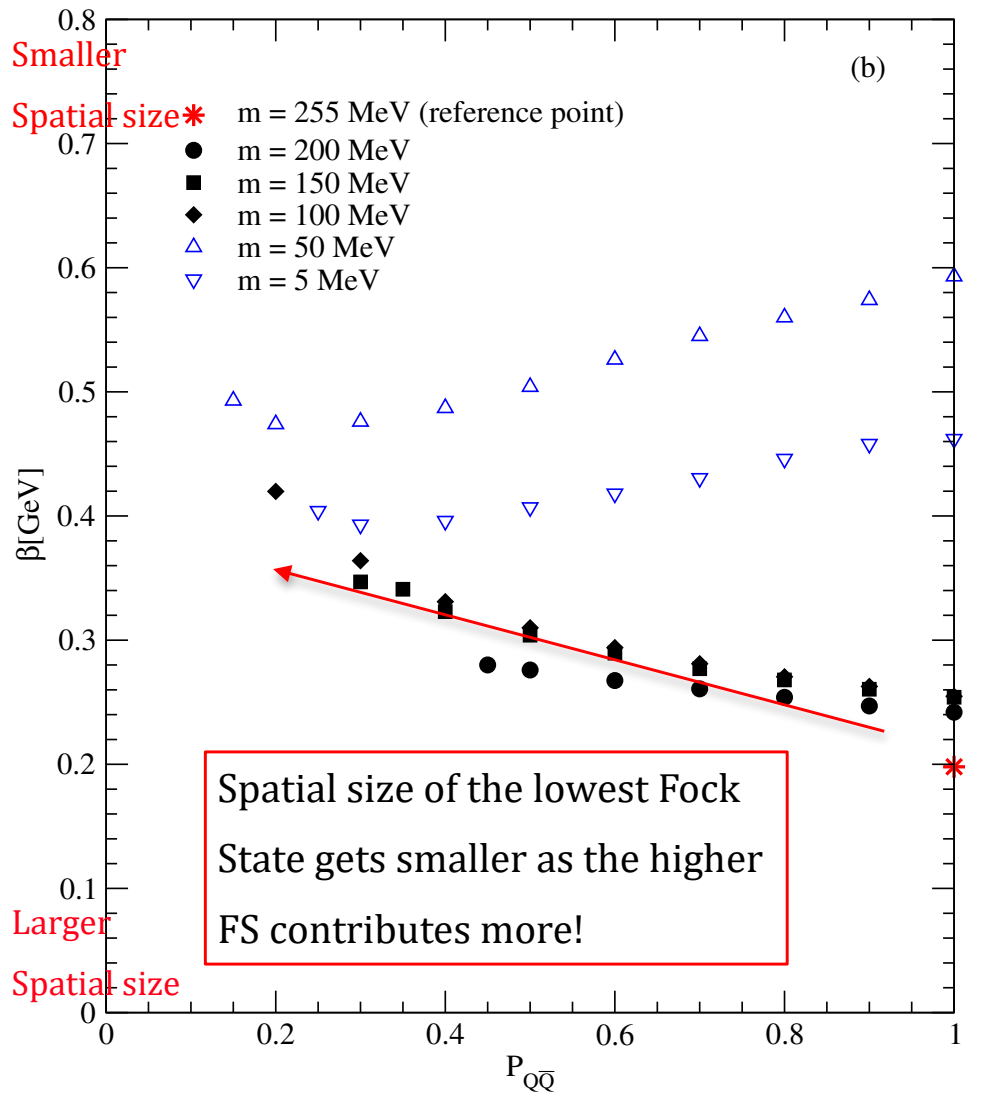 0.8
Smaller
(b)
Spatial size
m = 255 MeV (reference point)
0.7
m = 200 MeV
m = 150 MeV
m = 100 MeV
m = 50 MeV
m = 5 MeV
0.6
0.5
β[GeV]
0.4
0.3
0.2
Spatial size of the lowest Fock
State gets smaller as the higher
FS contributes more!
0.1
Larger
Spatial size
0
0 0.2 0.4 0.6 0.8 1
P_QQ̅